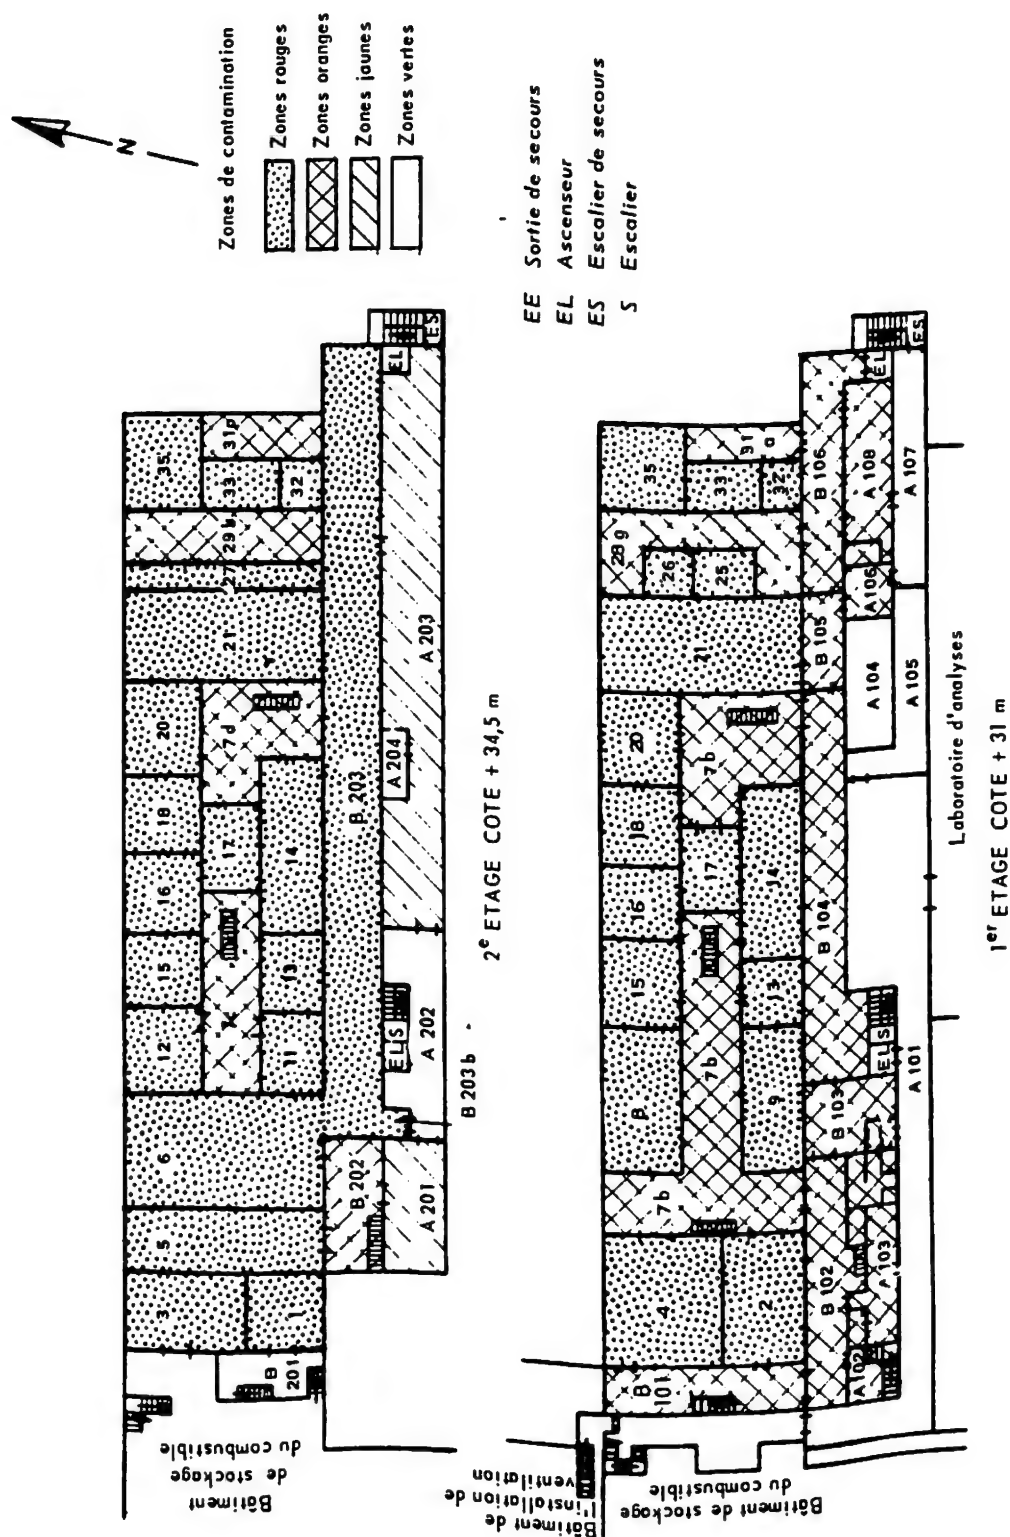 N
Zones de contamination
Zones rouges
Zones oranges
Zones jaunes
Zones vertes
EE Sortie de secours
EL Ascenseur
ES Escalier de secours
S Escalier
Bâtiment
de stockage
du combustible
B
201
3
1
5
6
12
15
16
18
20
11
13
14
17
7d
21
29 b
35
33
32
B 202
A 201
B 203
A 202
EL
S
B 203 b
A 204
A 203
EL
ES
2e ETAGE COTE + 34,5 m
Bâtiment de
l'installation de
ventilation
Bâtiment de stockage
du combustible
B
101
4
2
7b
8
9
7b
15
16
18
20
13
14
17
7b
21
28 g
26
25
35
33
32
31
a
B 102
A 102
A 103
B 103
EL
S
A 101
B 104
B 105
B 106
A 104
A 105
A 106
A 108
A 107
EL
ES
Laboratoire d'analyses
1er ETAGE COTE + 31 m